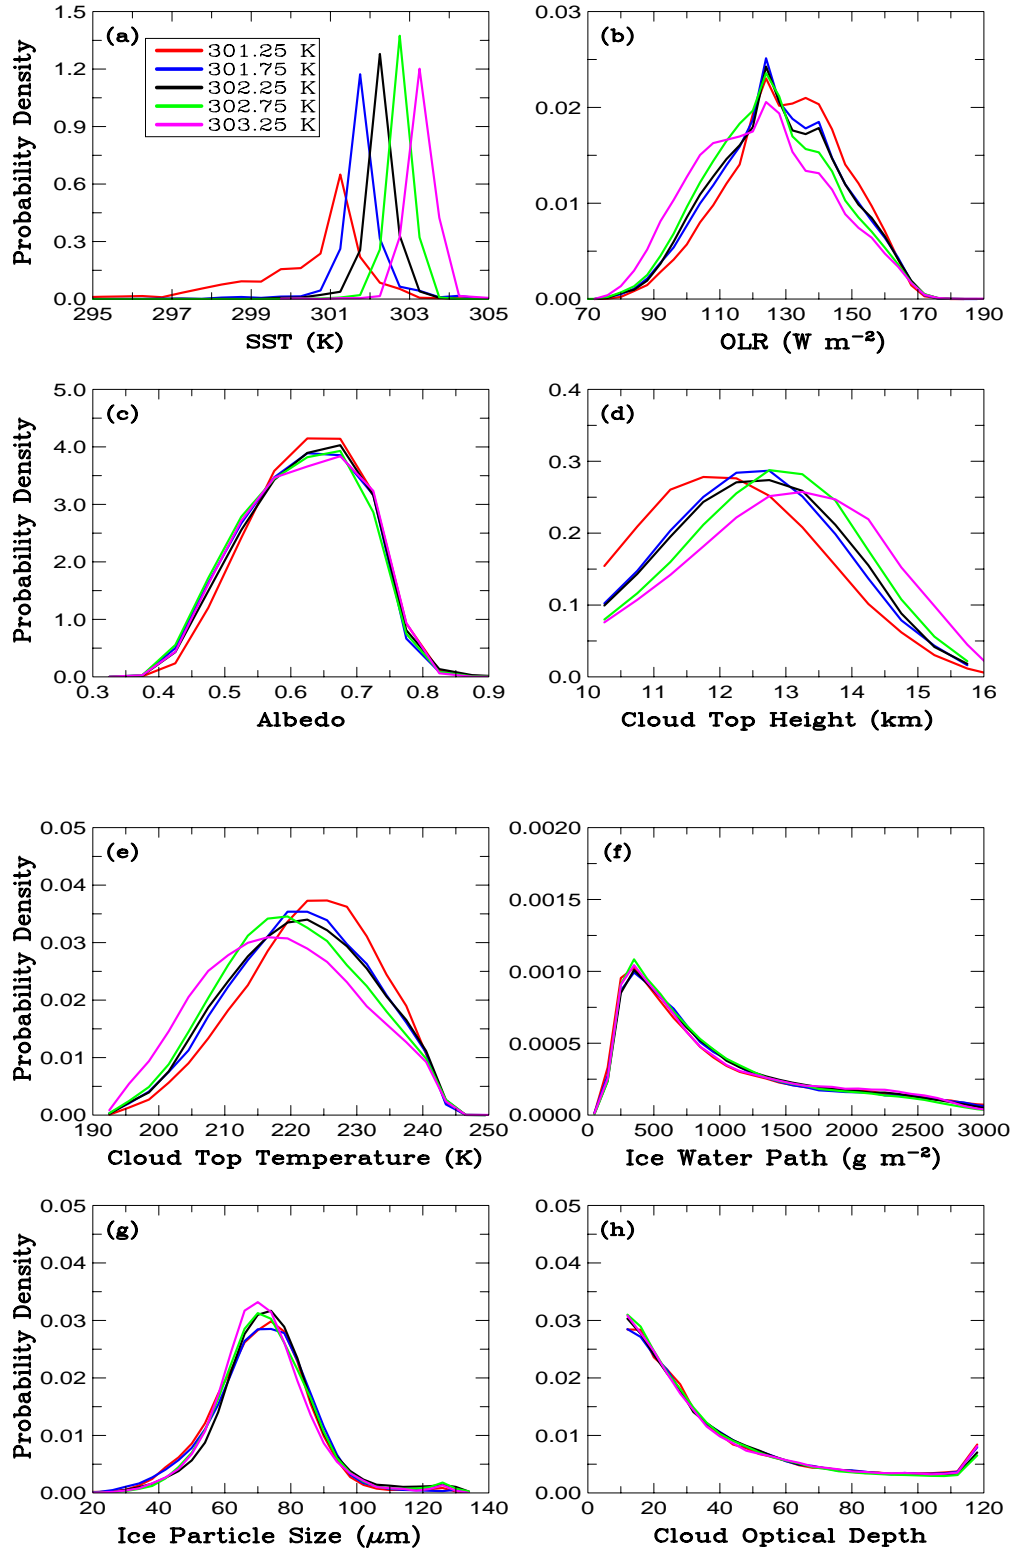 (a)
301.25 K
301.75 K
302.25 K
302.75 K
303.25 K
Probability Density
1.5
1.2
0.9
0.6
0.3
0.0
295 297 299 301 303 305
SST (K)
(b)
0.03
0.02
0.01
0.00
70 90 110 130 150 170 190
OLR (W m⁻²)
(c)
Probability Density
5.0
4.0
3.0
2.0
1.0
0.0
0.3 0.4 0.5 0.6 0.7 0.8 0.9
Albedo
(d)
0.4
0.3
0.2
0.1
0.0
10 11 12 13 14 15 16
Cloud Top Height (km)
(e)
Probability Density
0.05
0.04
0.03
0.02
0.01
0.00
190 200 210 220 230 240 250
Cloud Top Temperature (K)
(f)
0.0020
0.0015
0.0010
0.0005
0.0000
0 500 1000 1500 2000 2500 3000
Ice Water Path (g m⁻²)
(g)
Probability Density
0.05
0.04
0.03
0.02
0.01
0.00
20 40 60 80 100 120 140
Ice Particle Size (μm)
(h)
0.05
0.04
0.03
0.02
0.01
0.00
0 20 40 60 80 100 120
Cloud Optical Depth